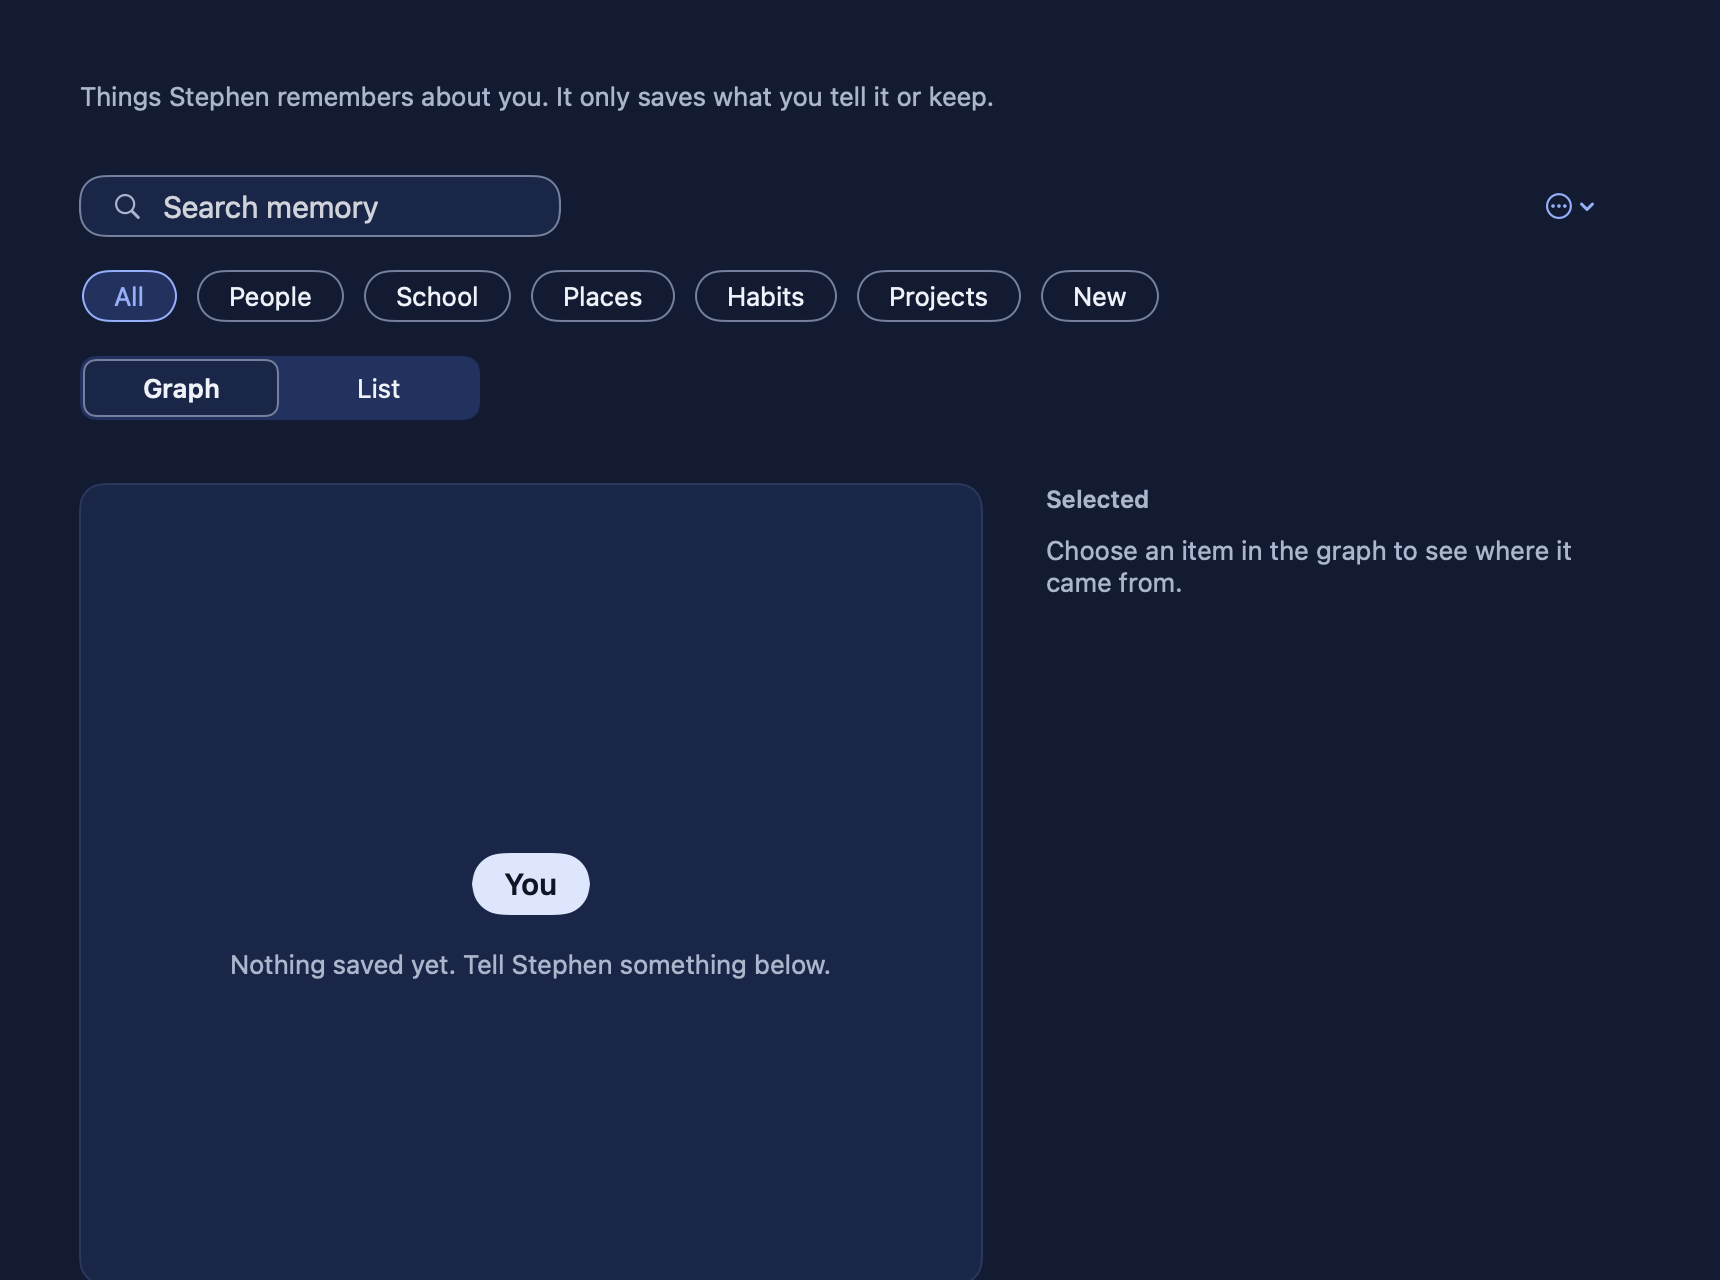 Things Stephen remembers about you. It only saves what you tell it or keep.
Search memory
All
People
School
Places
Habits
Projects
New
Graph
List
Selected
Choose an item in the graph to see where it
came from.
You
Nothing saved yet. Tell Stephen something below.